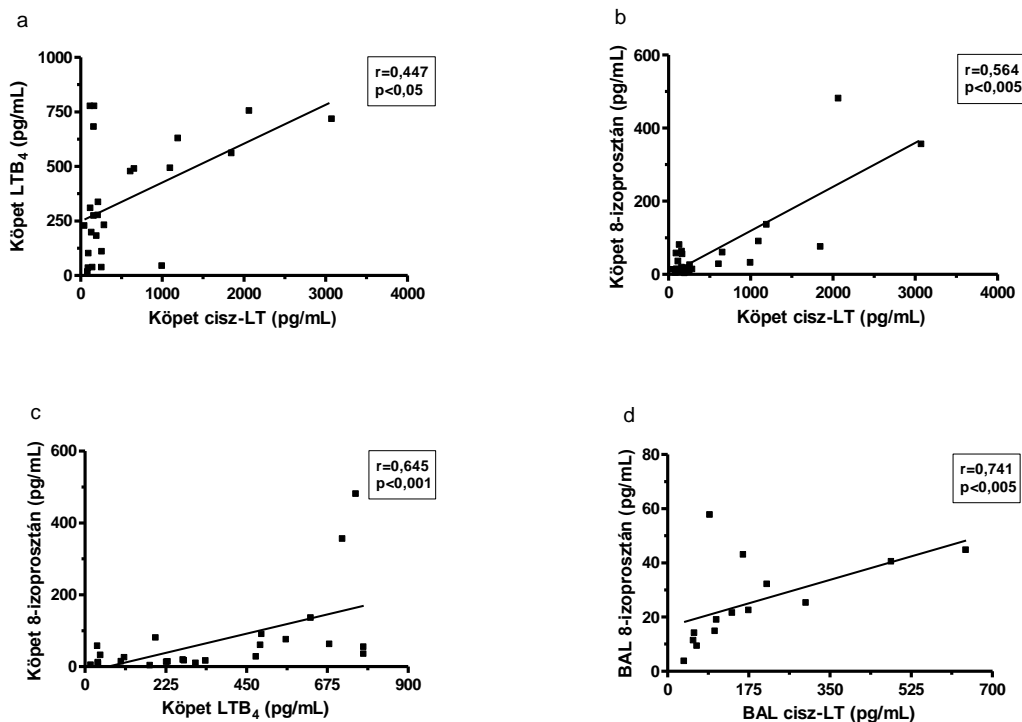 a
Köpet LTB4 (pg/mL)
1000
750
500
250
0
0 1000 2000 3000 4000
Köpet cisz-LT (pg/mL)
r=0,447
p<0,05
b
Köpet 8-izoprosztán (pg/mL)
600
400
200
0
0 1000 2000 3000 4000
Köpet cisz-LT (pg/mL)
r=0,564
p<0,005
c
Köpet 8-izoprosztán (pg/mL)
600
400
200
0
0 225 450 675 900
Köpet LTB4 (pg/mL)
r=0,645
p<0,001
d
BAL 8-izoprosztán (pg/mL)
80
60
40
20
0
0 175 350 525 700
BAL cisz-LT (pg/mL)
r=0,741
p<0,005